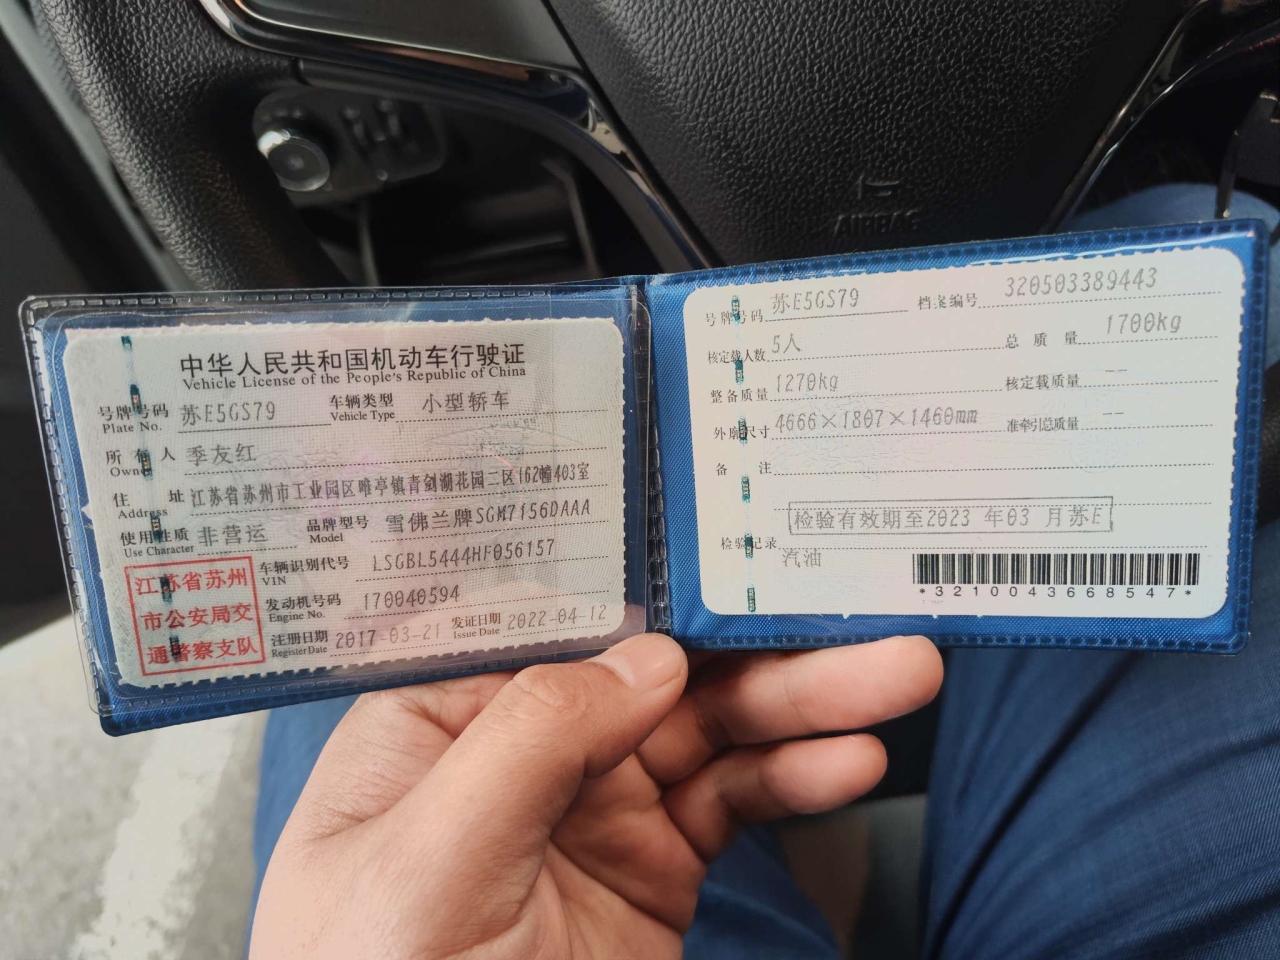 AIRBAG
中华人民共和国机动车行驶证
Vehicle License of the People's Republic of China
号牌号码 苏E5GS79 车辆类型 小型轿车
Plate No. Vehicle Type
所有人 季友红
Owner
住址 江苏省苏州市工业园区唯亭镇青剑湖花园二区162幢403室
Address
使用性质 非营运 品牌型号 雪佛兰牌SGM7156DAAA
Use Character Model
江苏省苏州
市公安局交
通警察支队
车辆识别代号 LSGBL5444HF056157
VIN
发动机号码 170040594
Engine No.
注册日期 2017-03-21 发证日期 2022-04-12
Register Date Issue Date
号牌号码 苏E5GS79 档案编号 320503389443
核定载人数 5人 总质量 1700kg
整备质量 1270kg 核定载质量 --
外廓尺寸 4666×1807×1460mm 准牵引总质量 --
备注
检验有效期至2023 年03 月苏E
检验记录
汽油
*3210043668547*